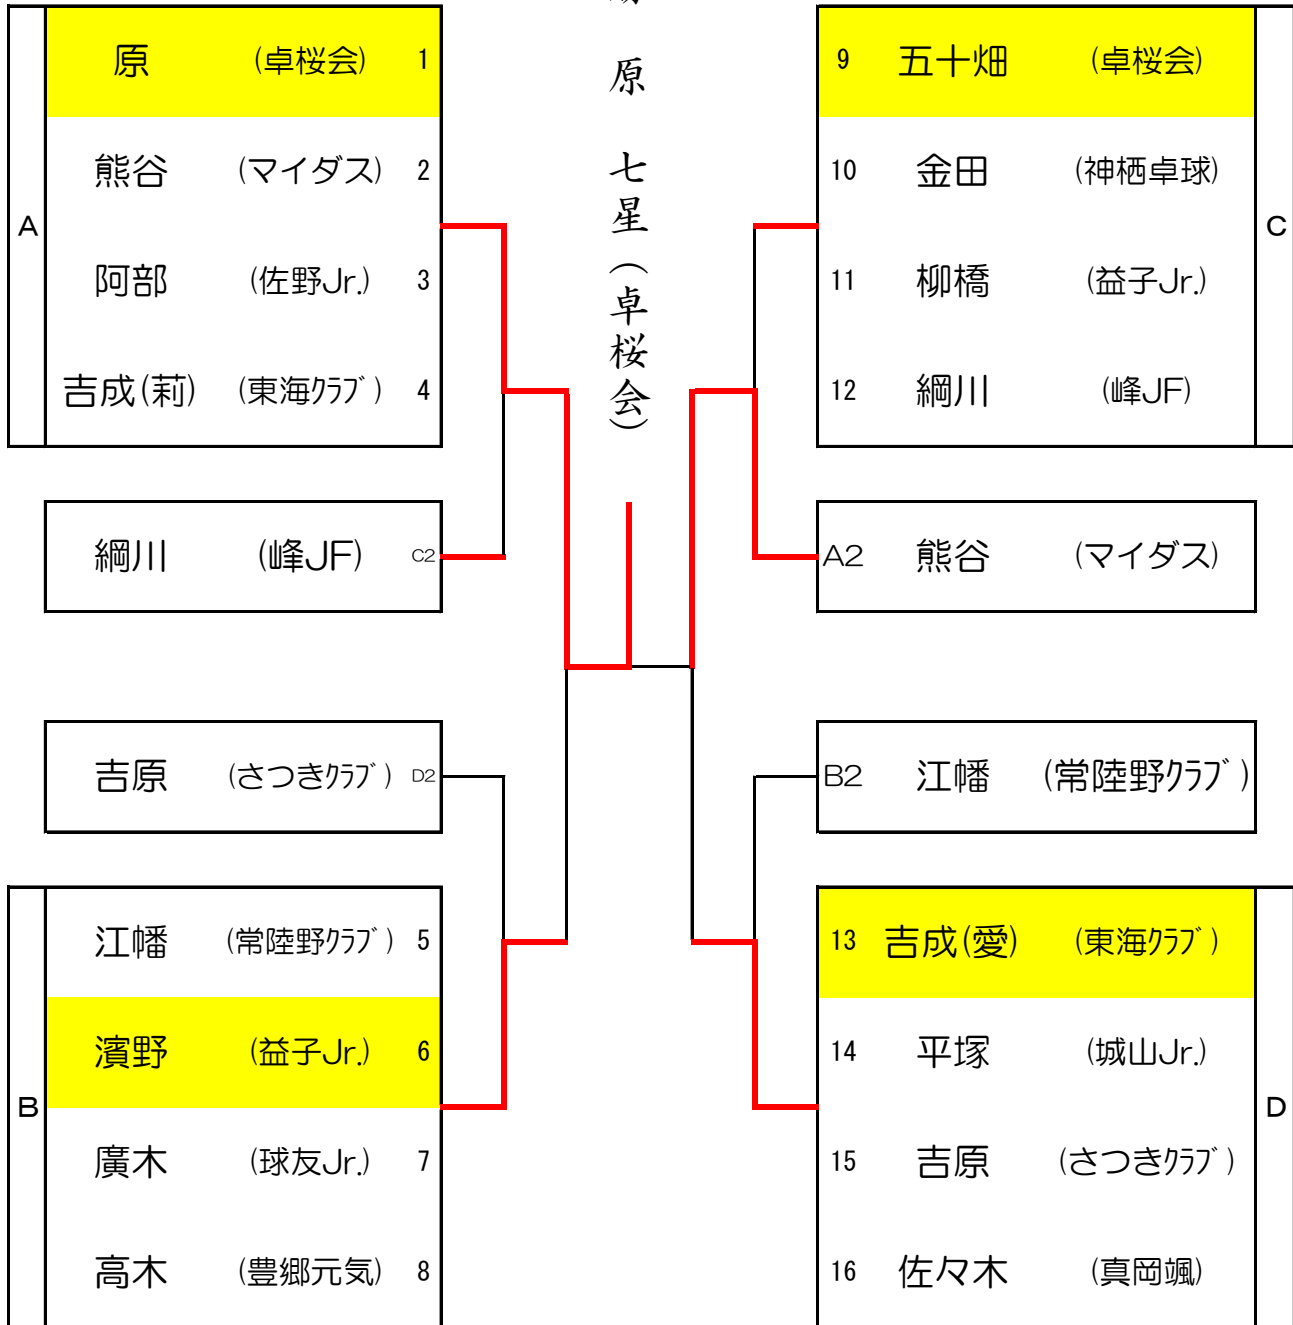 原 (卓桜会) 1
熊谷 (マイダス) 2
阿部 (佐野Jr.) 3
吉成(莉) (東海ｸﾗﾌﾞ) 4
A
綱川 (峰JF) C2
吉原 (さつきｸﾗﾌﾞ) D2
江幡 (常陸野ｸﾗﾌﾞ) 5
濱野 (益子Jr.) 6
廣木 (球友Jr.) 7
高木 (豊郷元気) 8
B
原 七星(卓桜会)
9 五十畑 (卓桜会)
10 金田 (神栖卓球)
11 柳橋 (益子Jr.)
12 綱川 (峰JF)
C
A2 熊谷 (マイダス)
B2 江幡 (常陸野ｸﾗﾌﾞ)
13 吉成(愛) (東海ｸﾗﾌﾞ)
14 平塚 (城山Jr.)
15 吉原 (さつきｸﾗﾌﾞ)
16 佐々木 (真岡颯)
D